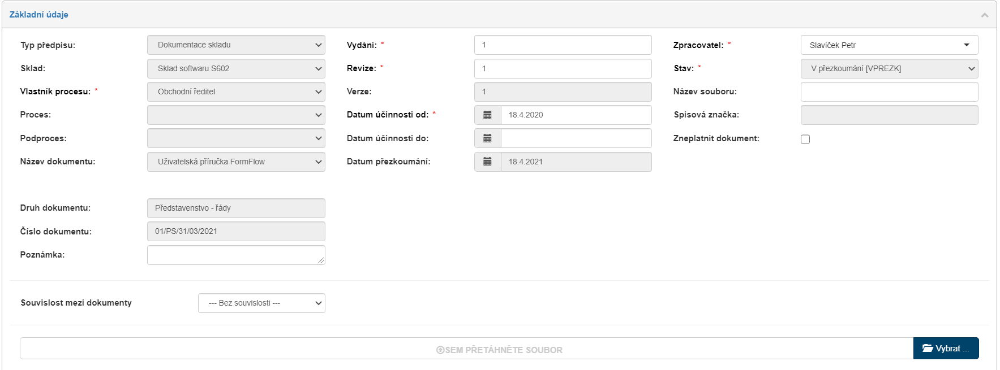 Základní údaje
Typ předpisu: Dokumentace skladu Vydání: * 1 Zpracovatel: * Slavíček Petr
Sklad: Sklad softwaru S602 Revize: * 1 Stav: * V přezkoumání [VPREZK]
Vlastník procesu: * Obchodní ředitel Verze: 1 Název souboru:
Proces: Datum účinnosti od: * 18.4.2020 Spisová značka:
Podproces: Datum účinnosti do: Zneplatnit dokument:
Název dokumentu: Uživatelská příručka FormFlow Datum přezkoumání: 18.4.2021
Druh dokumentu: Představenstvo - řády
Číslo dokumentu: 01/PS/31/03/2021
Poznámka:
Souvislost mezi dokumenty --- Bez souvislosti ---
SEM PŘETÁHNĚTE SOUBOR Vybrat ...